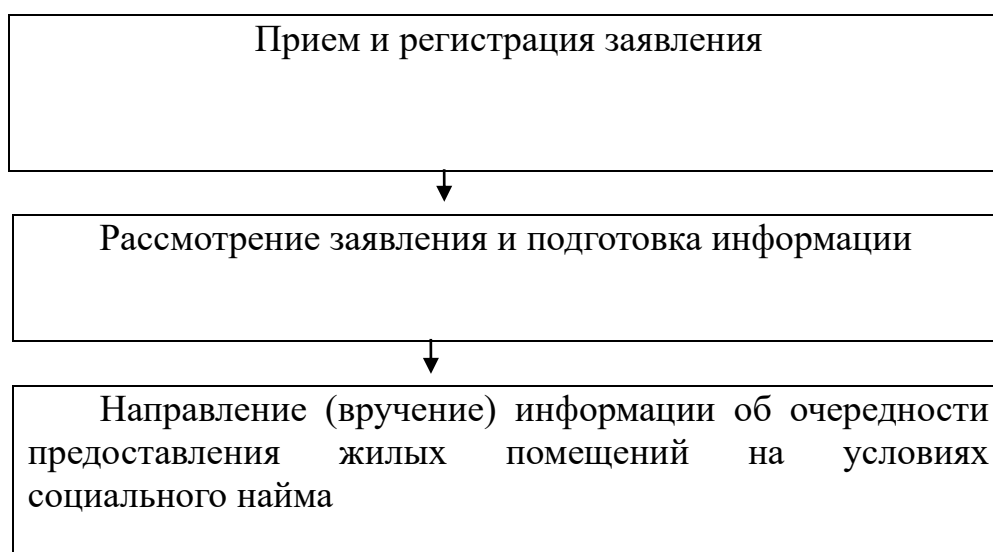 Прием и регистрация заявления
Рассмотрение заявления и подготовка информации
Направление (вручение) информации об очередности
предоставления жилых помещений на условиях
социального найма